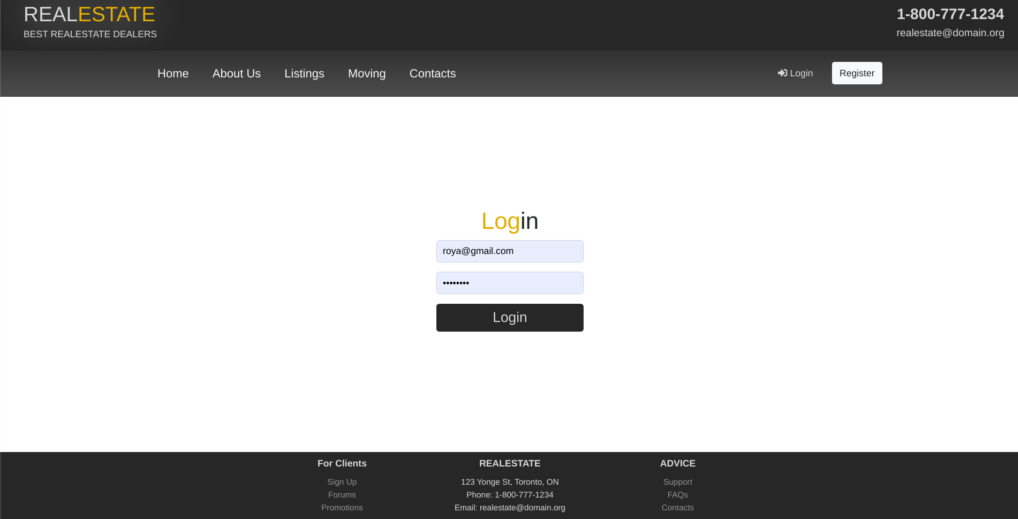 REALESTATE
BEST REALESTATE DEALERS
1-800-777-1234
realestate@domain.org
Home About Us Listings Moving Contacts Login Register
Login
roya@gmail.com
••••••••
Login
For Clients
Sign Up
Forums
Promotions
REALESTATE
123 Yonge St, Toronto, ON
Phone: 1-800-777-1234
Email: realestate@domain.org
ADVICE
Support
FAQs
Contacts